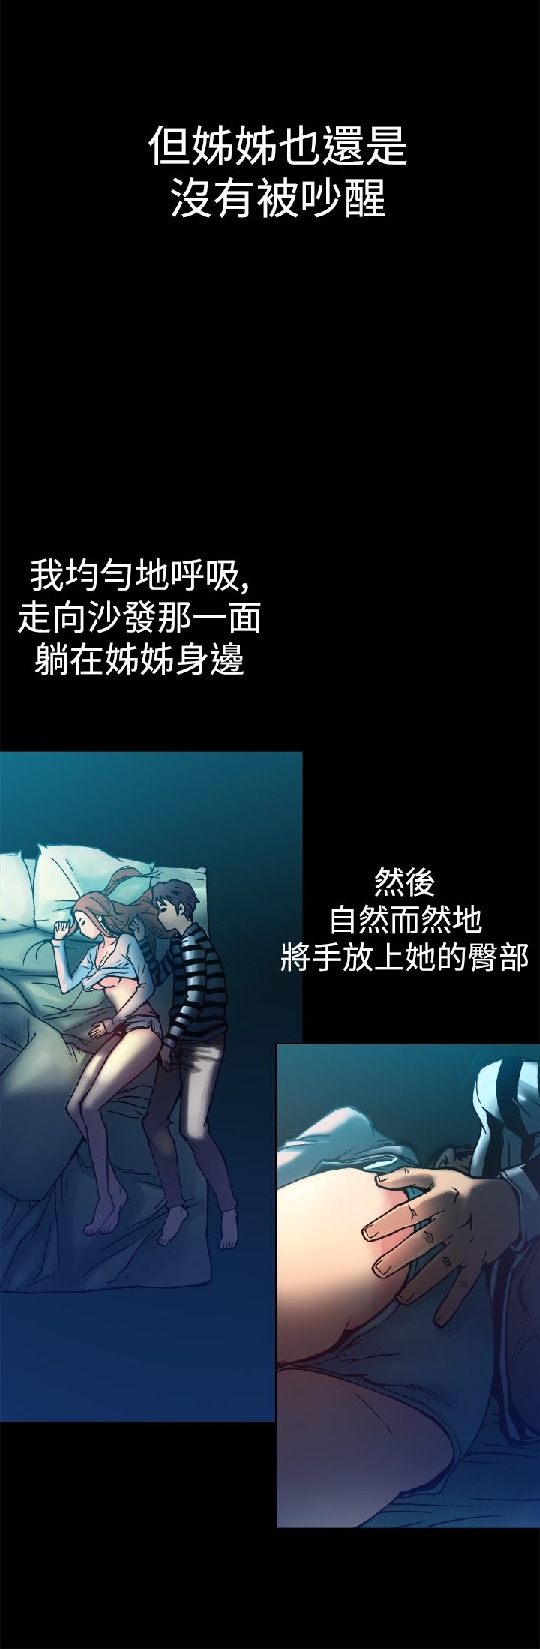 但姊姊也還是
沒有被吵醒
我均勻地呼吸,
走向沙發那一面
躺在姊姊身邊
然後
自然而然地
將手放上她的臀部